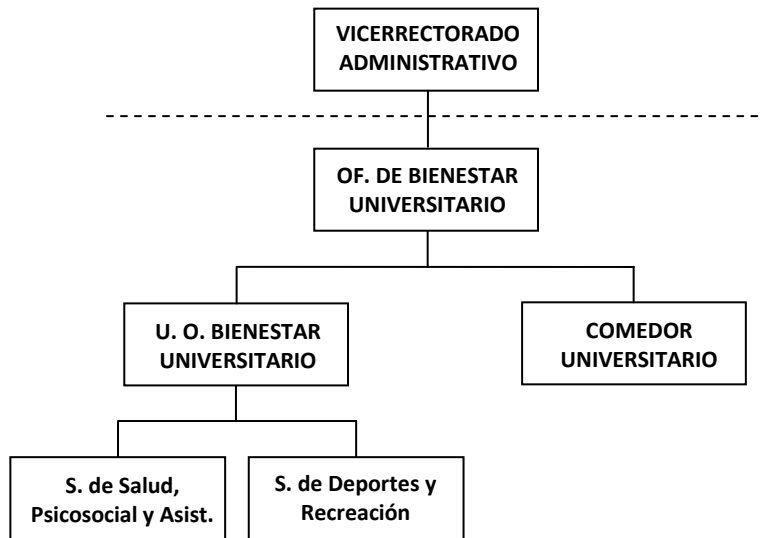 VICERRECTORADO
ADMINISTRATIVO
OF. DE BIENESTAR
UNIVERSITARIO
U. O. BIENESTAR
UNIVERSITARIO
COMEDOR
UNIVERSITARIO
S. de Salud,
Psicosocial y Asist.
S. de Deportes y
Recreación